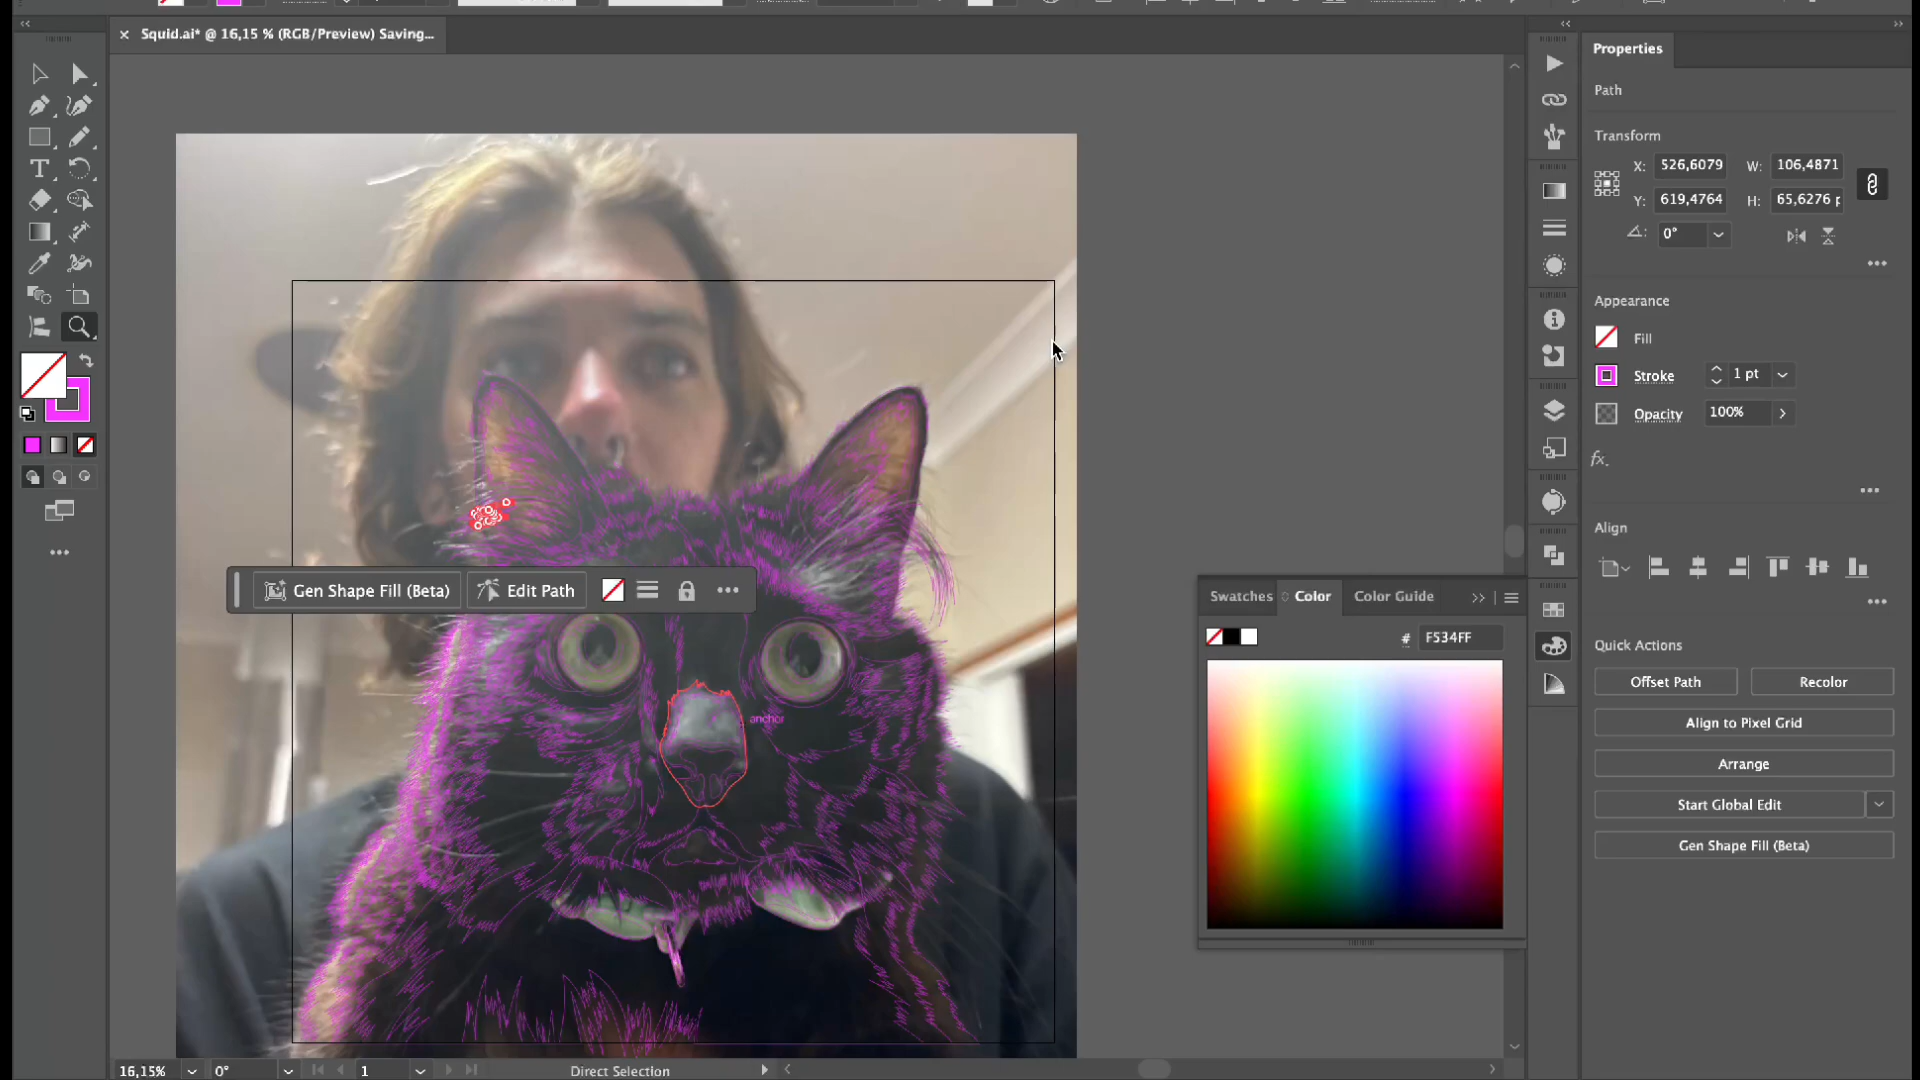 Squid.ai* @ 16,15 % (RGB/Preview) Saving...
Properties
Path
Transform
X: 526,6079 W: 106,4871
Y: 619,4764 H: 65,6276 p
0°
Appearance
Fill
Stroke 1 pt
Opacity 100%
fx.
Align
Quick Actions
Offset Path Recolor
Align to Pixel Grid
Arrange
Start Global Edit
Gen Shape Fill (Beta)
Gen Shape Fill (Beta) Edit Path
anchor
Swatches Color Color Guide
# F534FF
16,15% 0° 1 Direct Selection